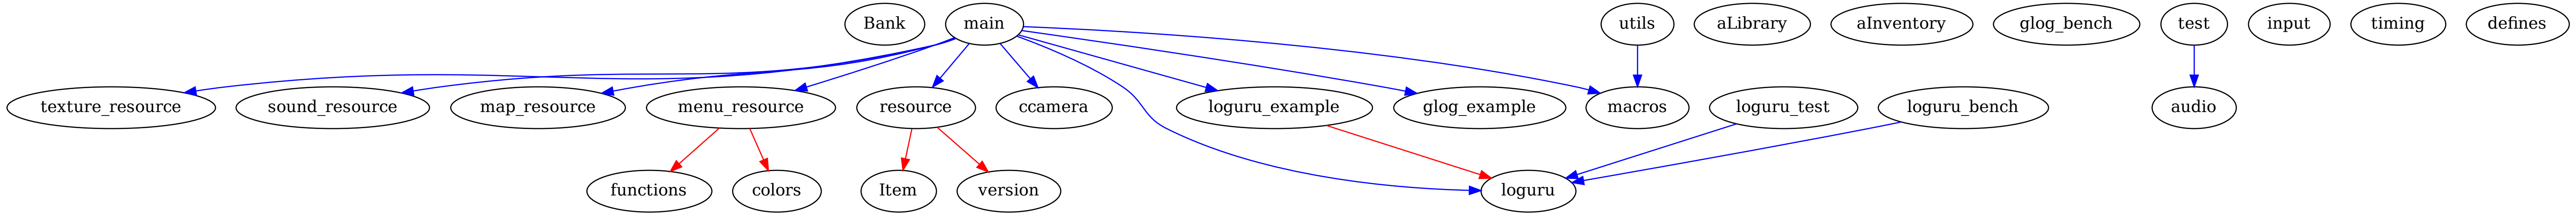 Bank
main
utils
aLibrary
aInventory
glog_bench
test
input
timing
defines
texture_resource
sound_resource
map_resource
menu_resource
resource
ccamera
loguru_example
glog_example
macros
loguru_test
loguru_bench
audio
functions
colors
Item
version
loguru